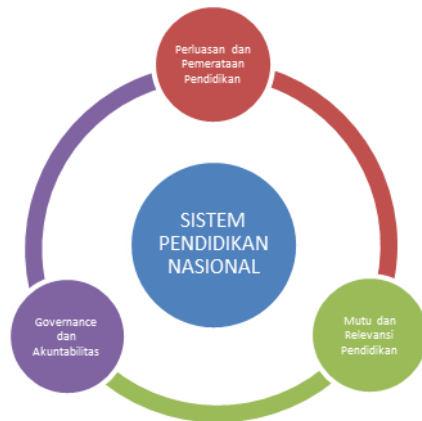 Perluasan dan
Pemerataan
Pendidikan
SISTEM
PENDIDIKAN
NASIONAL
Governance
dan
Akuntabilitas
Mutu dan
Relevansi
Pendidikan